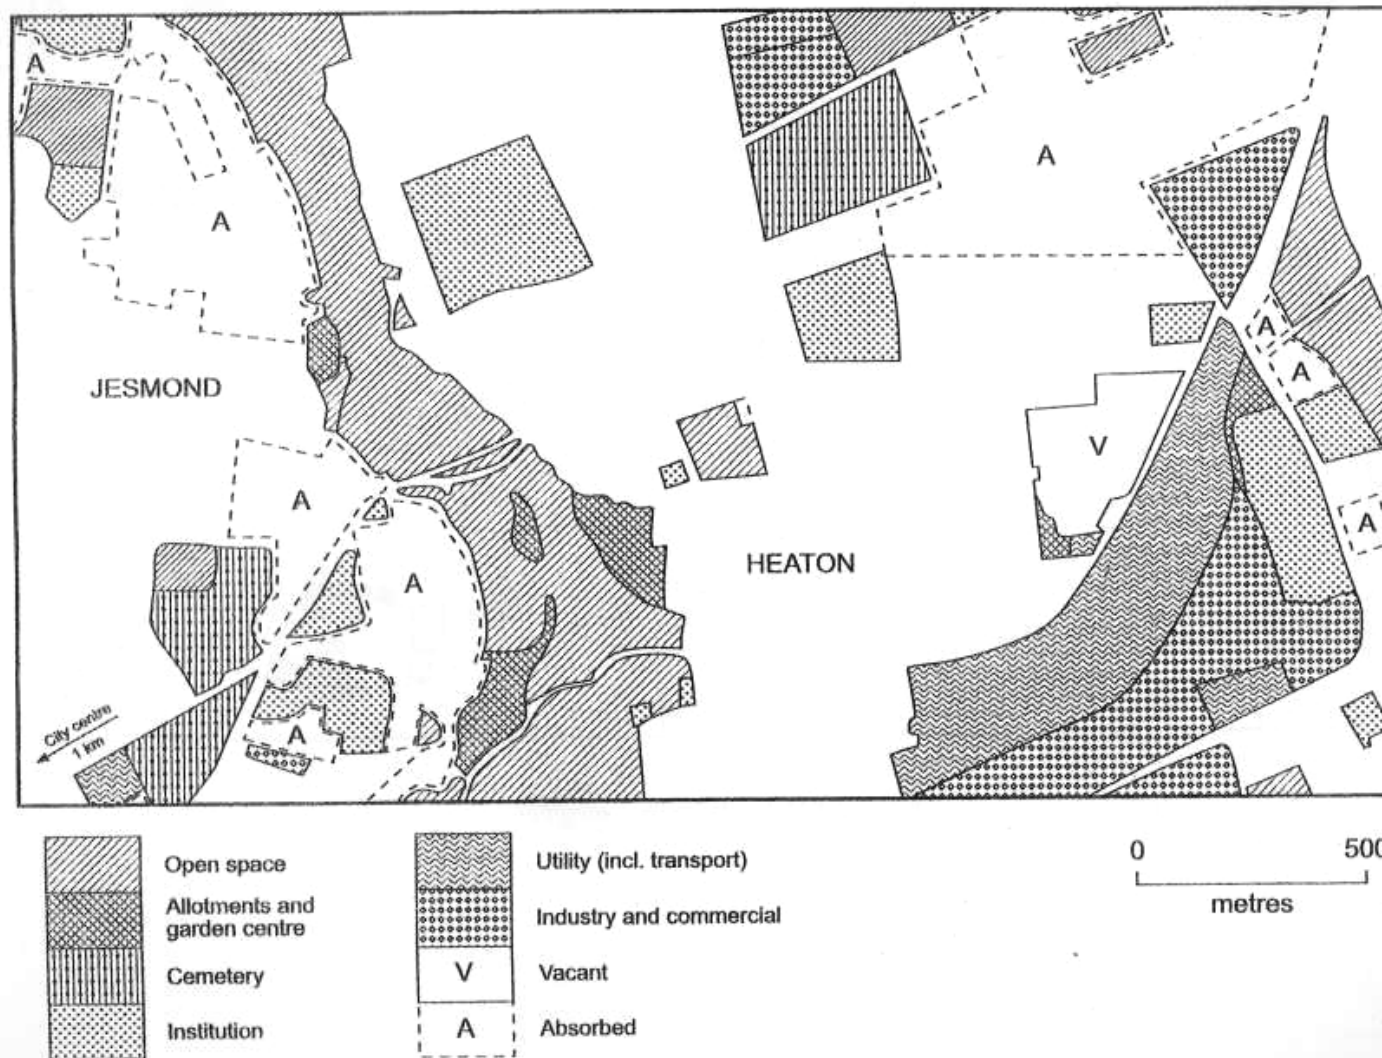 A
A
A
A
JESMOND
A
A
V
A
A
A
HEATON
City centre
1 km
A
Open space
Allotments and
garden centre
Cemetery
Institution
Utility (incl. transport)
Industry and commercial
V
Vacant
A
Absorbed
0
500
metres